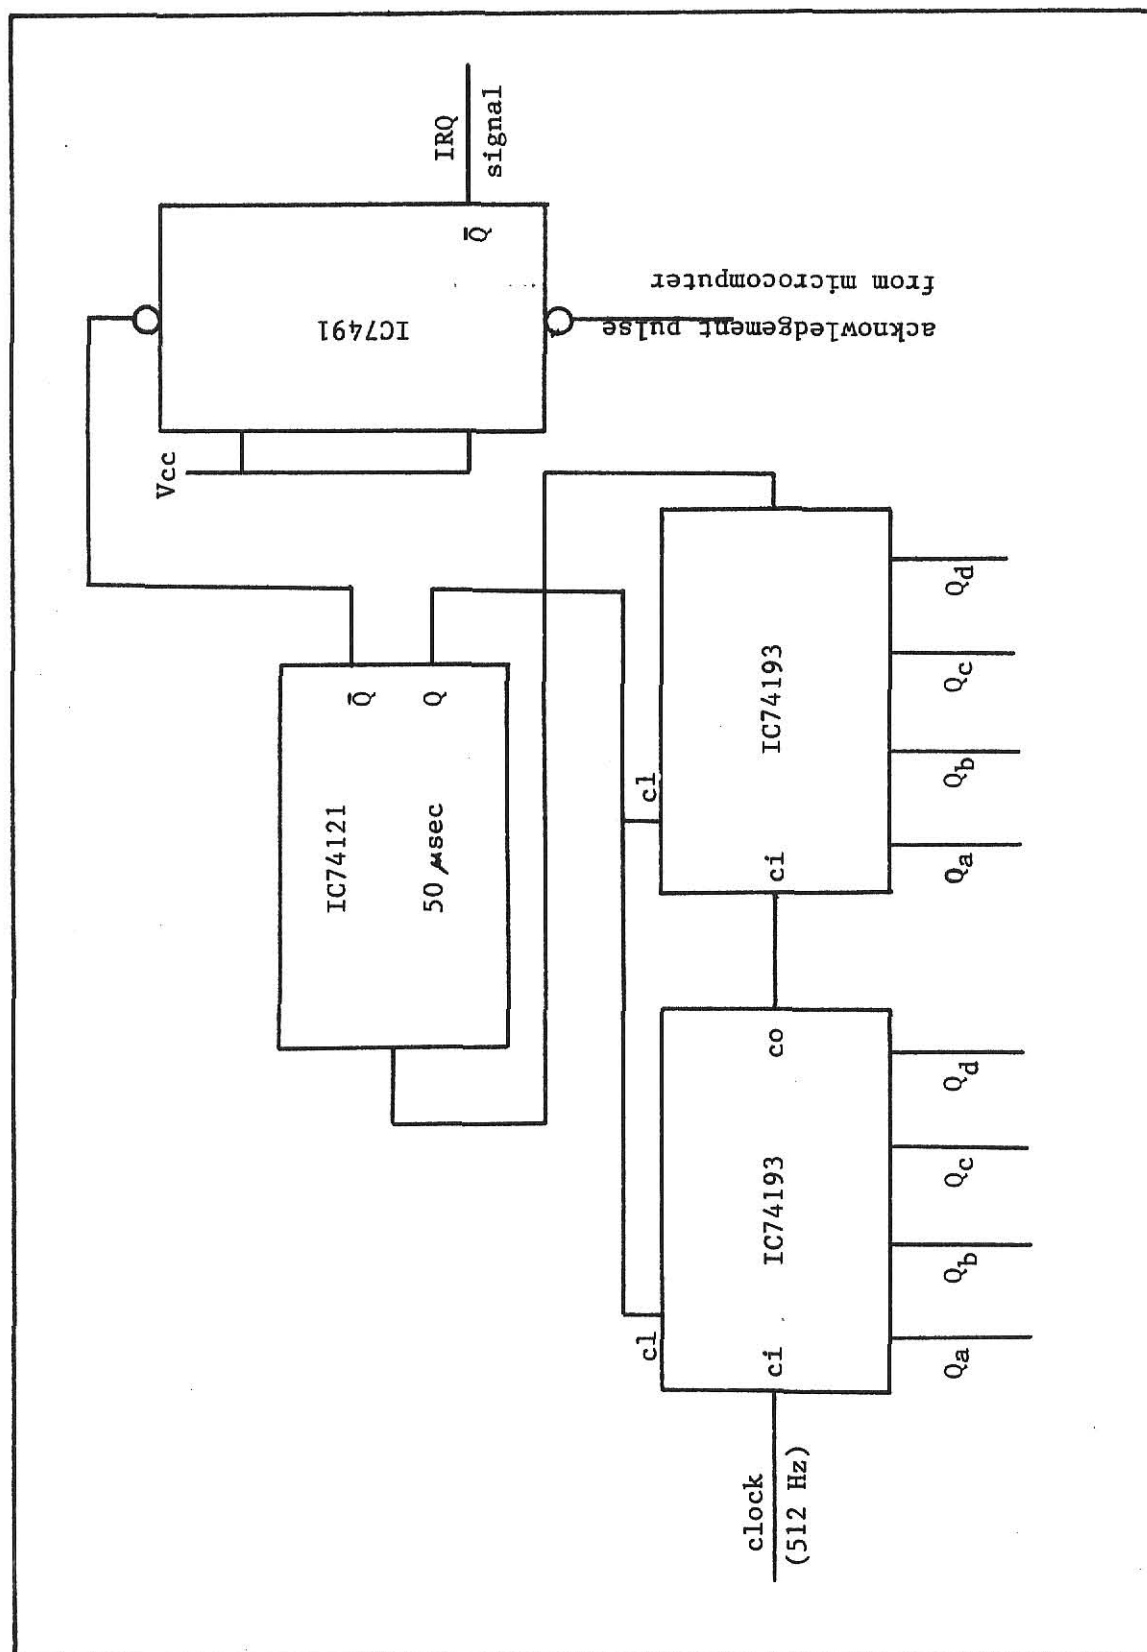 IC74121
50 μsec
Q̅
Q
Vcc
IC7491
Q̅
IRQ
signal
acknowledgement pulse
from microcomputer
clock
(512 Hz)
cl
ci
IC74193
co
Qa
Qb
Qc
Qd
cl
ci
IC74193
Qa
Qb
Qc
Qd